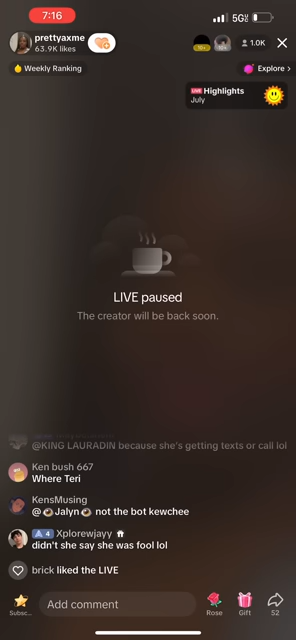 7:16
5G
prettyaxme
63.9K likes
1.0K
Weekly Ranking
Explore >
LIVE Highlights
July
LIVE paused
The creator will be back soon.
@KING LAURADIN because she's getting texts or call lol
Ken bush 667
Where Teri
KensMusing
@👁️Jalyn👁️ not the bot kewchee
4 Xplorewjayy
didn't she say she was fool lol
brick liked the LIVE
Subsc...
Add comment
Rose
Gift
52